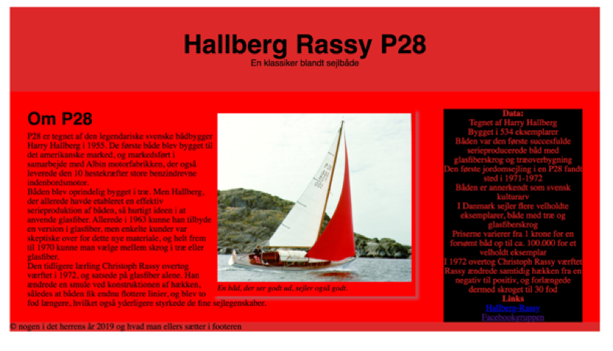 Hallberg Rassy P28
En klassiker blandt sejlbåde
Om P28
P28 er tegnet af den legendariske svenske bådbygger
Harry Hallberg i 1955. De første både blev bygget til
det amerikanske marked, og markedsført i
samarbejde med Albin motorfabrikken, der også
leverede den 10 hestekræfter store benzindrevne
indenbordsmotor.
Båden blev oprindelig bygget i træ. Men Hallberg,
der allerede havde etableret en effektiv
serieproduktion af båden, så hurtigt ideen i at
anvende glasfiber. Allerede i 1963 kunne han tilbyde
en version i glasfiber, men enkelte kunder var
skeptiske over for dette nye materiale, og helt frem
til 1970 kunne man vælge mellem skrog i træ eller
glasfiber.
Den tidligere lærling Christoph Rassy overtog
værftet i 1972, og satsede på glasfiber alene. Han
ændrede en smule ved konstruktionen af hækken,
således at båden fik endnu flottere linier, og blev to
fod længere, hvilket også yderligere styrkede de fine sejlegenskaber.
En båd, der ser godt ud, sejler også godt.
Data:
Tegnet af Harry Hallberg
Bygget i 534 eksemplarer
Båden var den første succesfulde
serieproducerede båd med
glasfiberskrog og træoverbygning
Den første jordomsejling i en P28 fandt
sted i 1971-1972
Båden er anerkendt som svensk
kulturarv
I Danmark sejler flere velholdte
eksemplarer, både med træ og
glasfiberskrog
Priserne varierer fra 1 krone for en
forsømt båd op til ca. 100.000 for et
velholdt eksemplar
I 1972 overtog Christoph Rassy værftet
Rassy ændrede samtidig hækken fra en
negativ til positiv, og forlængede
dermed skroget til 30 fod
Links
Hallberg-Rassy
Facebookgruppen
© nogen i det herrens år 2019 og hvad man ellers sætter i footeren